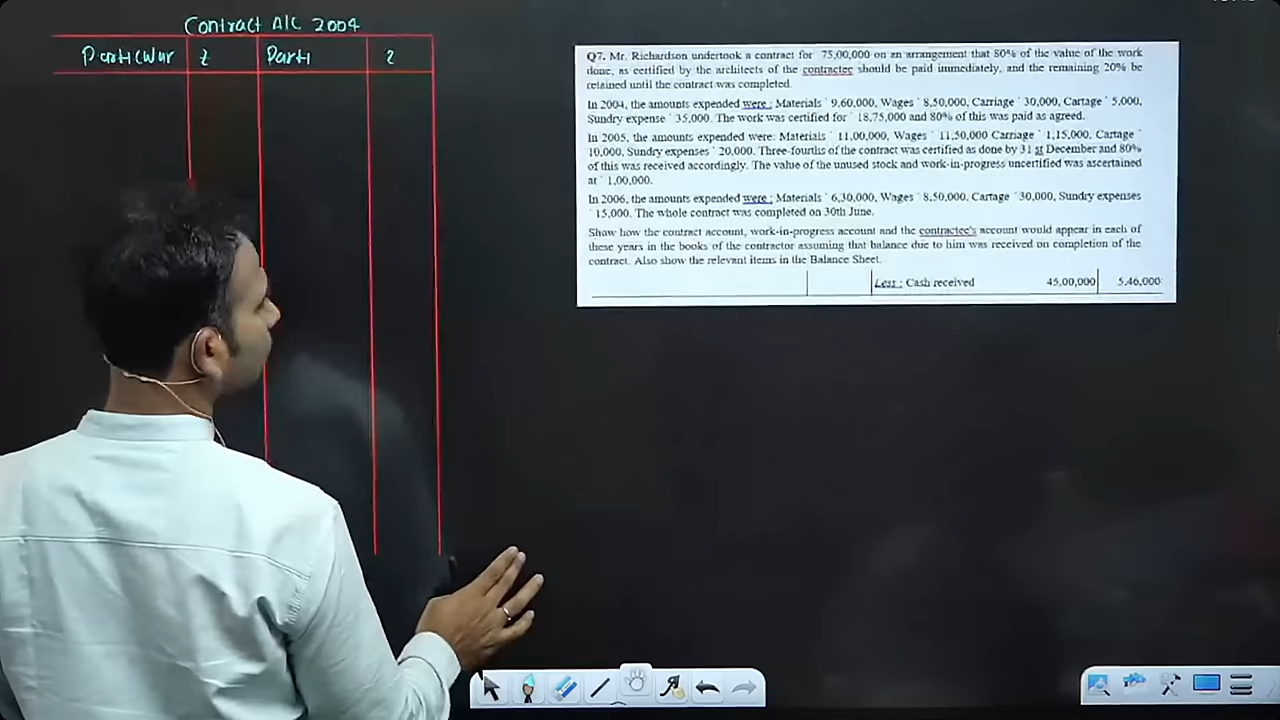 Contract A/C 2004
Particular ₹ Parti ₹
Q7. Mr. Richardson undertook a contract for 75,00,000 on an arrangement that 80% of the value of the work
done, as certified by the architects of the contractee should be paid immediately, and the remaining 20% be
retained until the contract was completed.
In 2004, the amounts expended were : Materials ` 9,60,000, Wages ` 8,50,000, Carriage ` 30,000, Cartage ` 5,000,
Sundry expense ` 35,000. The work was certified for ` 18,75,000 and 80% of this was paid as agreed.
In 2005, the amounts expended were: Materials ` 11,00,000, Wages ` 11,50,000 Carriage ` 1,15,000, Cartage `
10,000, Sundry expenses ` 20,000. Three-fourths of the contract was certified as done by 31 st December and 80%
of this was received accordingly. The value of the unused stock and work-in-progress uncertified was ascertained
at ` 1,00,000.
In 2006, the amounts expended were : Materials ` 6,30,000, Wages ` 8,50,000, Cartage ` 30,000, Sundry expenses
` 15,000. The whole contract was completed on 30th June.
Show how the contract account, work-in-progress account and the contractee's account would appear in each of
these years in the books of the contractor assuming that balance due to him was received on completion of the
contract. Also show the relevant items in the Balance Sheet.
Less : Cash received 45,00,000 5,46,000